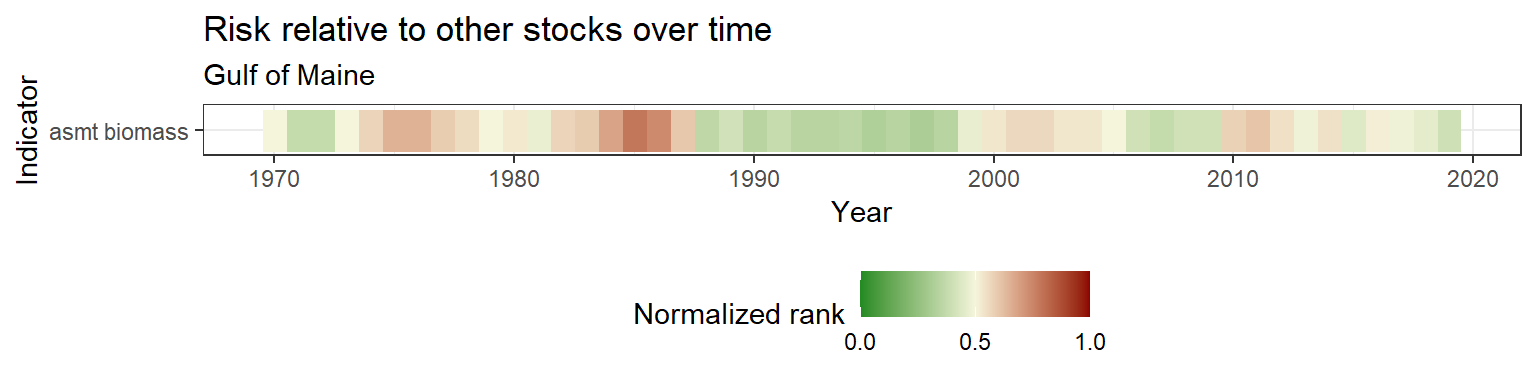 Risk relative to other stocks over time
Gulf of Maine
Indicator
asmt biomass
1970 1980 1990 2000 2010 2020
Year
Normalized rank
0.0 0.5 1.0